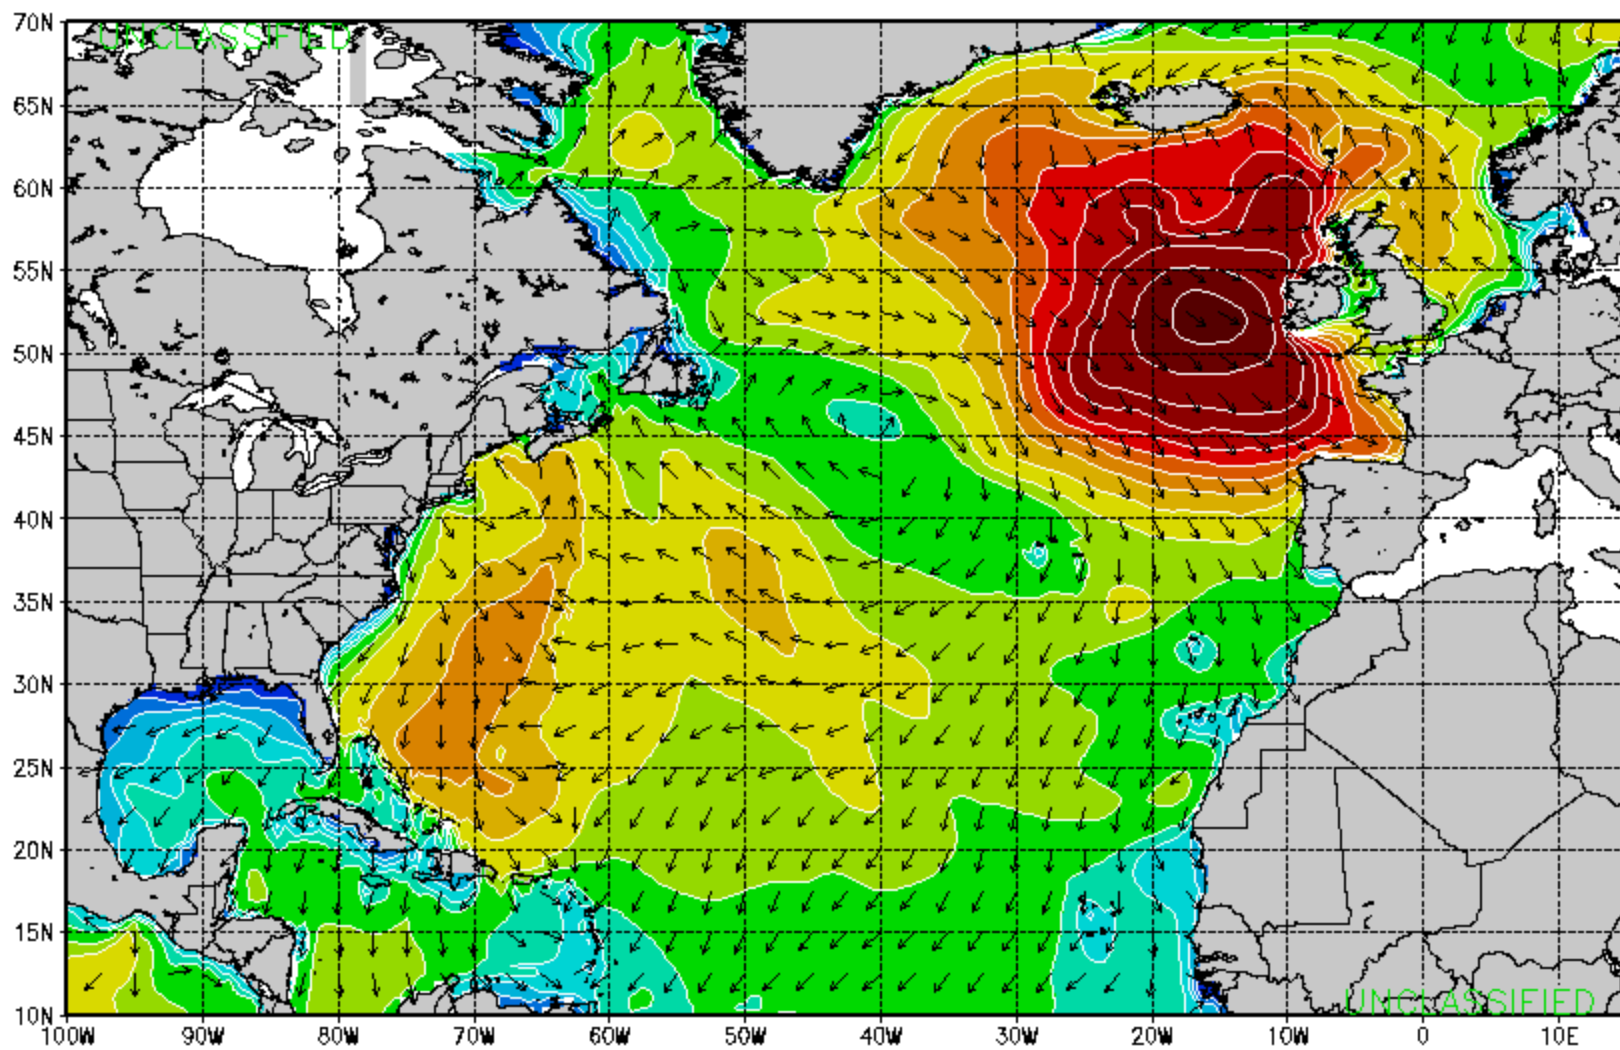 70N
UNCLASSIFIED
65N
60N
55N
50N
45N
40N
35N
30N
25N
20N
15N
UNCLASSIFIED
10N
100W 90W 80W 70W 60W 50W 40W 30W 20W 10W 0 10E